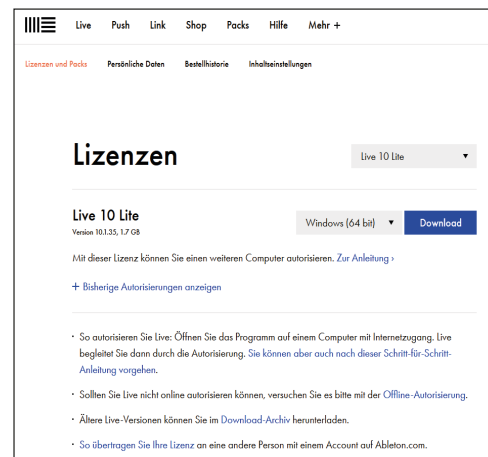 Live Push Link Shop Packs Hilfe Mehr +
Lizenzen und Packs Persönliche Daten Bestellhistorie Inhaltseinstellungen
Lizenzen
Live 10 Lite
Live 10 Lite
Windows (64 bit)
Download
Version 10.1.35, 1.7 GB
Mit dieser Lizenz können Sie einen weiteren Computer autorisieren. Zur Anleitung ›
+ Bisherige Autorisierungen anzeigen
• So autorisieren Sie Live: Öffnen Sie das Programm auf einem Computer mit Internetzugang. Live
begleitet Sie dann durch die Autorisierung. Sie können aber auch nach dieser Schritt-für-Schritt-
Anleitung vorgehen.
• Sollten Sie Live nicht online autorisieren können, versuchen Sie es bitte mit der Offline-Autorisierung.
• Ältere Live-Versionen können Sie im Download-Archiv herunterladen.
• So übertragen Sie Ihre Lizenz an eine andere Person mit einem Account auf Ableton.com.